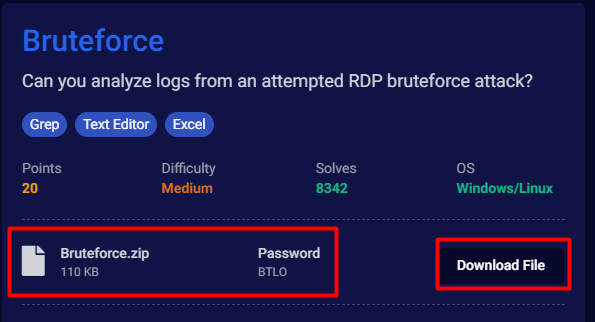 Bruteforce
Can you analyze logs from an attempted RDP bruteforce attack?
Grep Text Editor Excel
Points Difficulty Solves OS
20 Medium 8342 Windows/Linux
Bruteforce.zip Password Download File
110 KB BTLO